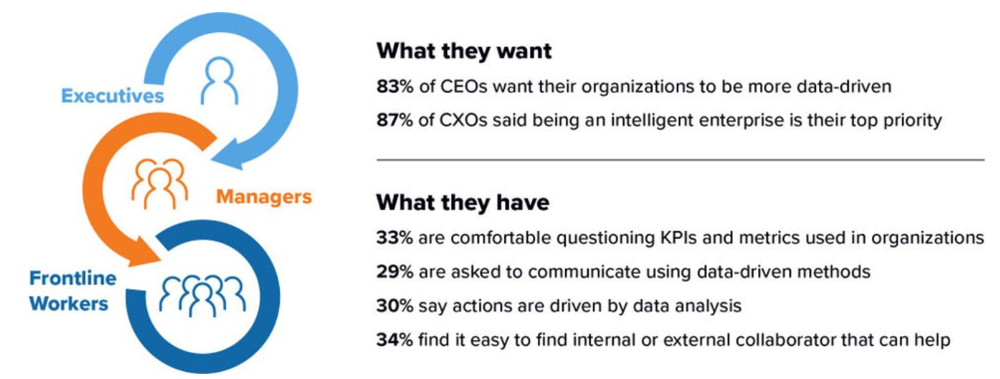 Executives
Managers
Frontline
Workers
What they want
83% of CEOs want their organizations to be more data-driven
87% of CXOs said being an intelligent enterprise is their top priority
What they have
33% are comfortable questioning KPIs and metrics used in organizations
29% are asked to communicate using data-driven methods
30% say actions are driven by data analysis
34% find it easy to find internal or external collaborator that can help